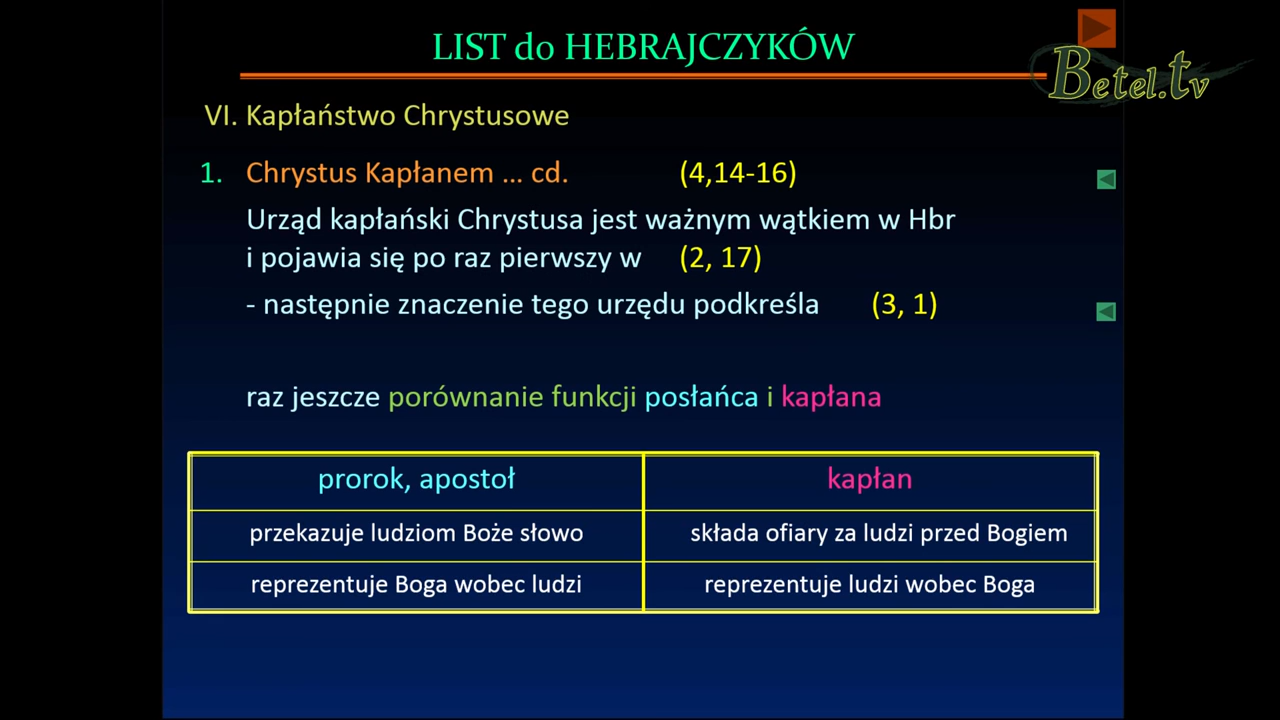 LIST do HEBRAJCZYKÓW
Betel.tv
VI. Kapłaństwo Chrystusowe
1. Chrystus Kapłanem ... cd. (4,14-16)
Urząd kapłański Chrystusa jest ważnym wątkiem w Hbr
i pojawia się po raz pierwszy w (2, 17)
- następnie znaczenie tego urzędu podkreśla (3, 1)
raz jeszcze porównanie funkcji posłańca i kapłana
prorok, apostoł kapłan
przekazuje ludziom Boże słowo składa ofiary za ludzi przed Bogiem
reprezentuje Boga wobec ludzi reprezentuje ludzi wobec Boga